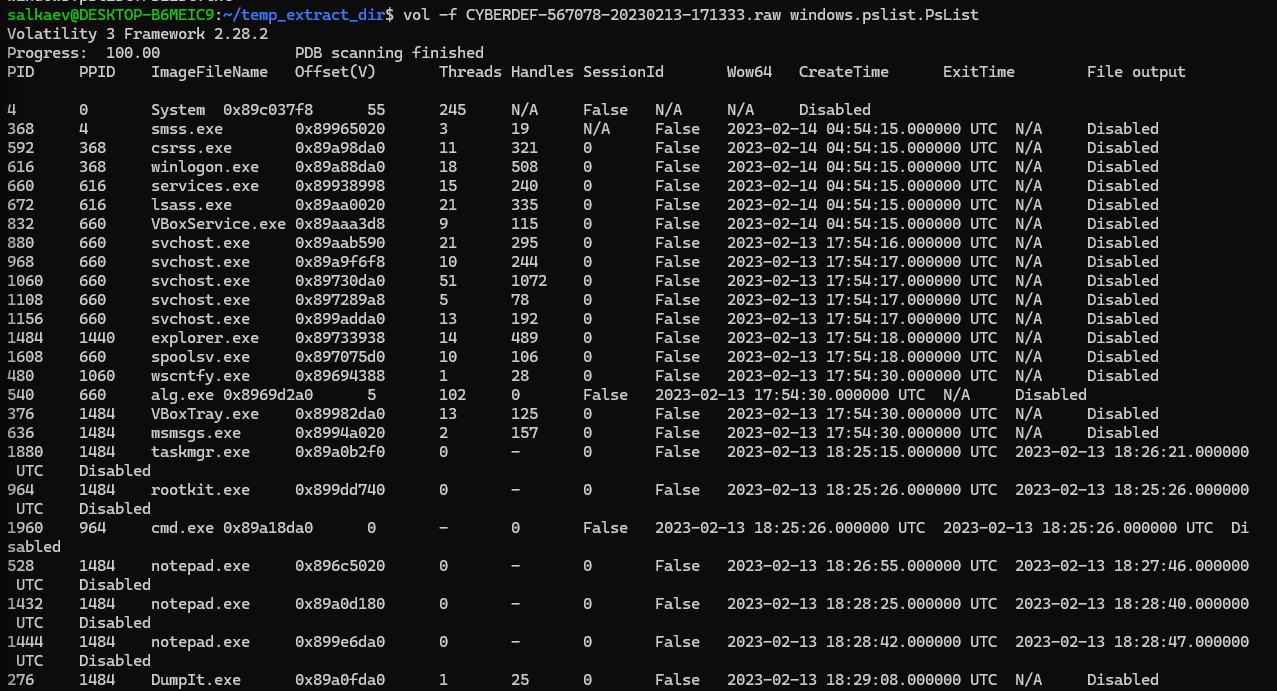 salkaev@DESKTOP-B6MEIC9:~/temp_extract_dir$ vol -f CYBERDEF-567078-20230213-171333.raw windows.pslist.PsList
Volatility 3 Framework 2.28.2
Progress:  100.00               PDB scanning finished
PID     PPID    ImageFileName   Offset(V)       Threads Handles SessionId       Wow64   CreateTime      ExitTime        File output
4       0       System  0x89c037f8      55      245     N/A     False   N/A     N/A     Disabled
368     4       smss.exe        0x89965020      3       19      N/A     False   2023-02-14 04:54:15.000000 UTC  N/A     Disabled
592     368     csrss.exe       0x89a98da0      11      321     0       False   2023-02-14 04:54:15.000000 UTC  N/A     Disabled
616     368     winlogon.exe    0x89a88da0      18      508     0       False   2023-02-14 04:54:15.000000 UTC  N/A     Disabled
660     616     services.exe    0x89938998      15      240     0       False   2023-02-14 04:54:15.000000 UTC  N/A     Disabled
672     616     lsass.exe       0x89aa0020      21      335     0       False   2023-02-14 04:54:15.000000 UTC  N/A     Disabled
832     660     VBoxService.exe 0x89aaa3d8      9       115     0       False   2023-02-14 04:54:15.000000 UTC  N/A     Disabled
880     660     svchost.exe     0x89aab590      21      295     0       False   2023-02-13 17:54:16.000000 UTC  N/A     Disabled
968     660     svchost.exe     0x89a9f6f8      10      244     0       False   2023-02-13 17:54:17.000000 UTC  N/A     Disabled
1060    660     svchost.exe     0x89730da0      51      1072    0       False   2023-02-13 17:54:17.000000 UTC  N/A     Disabled
1108    660     svchost.exe     0x897289a8      5       78      0       False   2023-02-13 17:54:17.000000 UTC  N/A     Disabled
1156    660     svchost.exe     0x899adda0      13      192     0       False   2023-02-13 17:54:17.000000 UTC  N/A     Disabled
1484    1440    explorer.exe    0x89733938      14      489     0       False   2023-02-13 17:54:18.000000 UTC  N/A     Disabled
1608    660     spoolsv.exe     0x897075d0      10      106     0       False   2023-02-13 17:54:18.000000 UTC  N/A     Disabled
480     1060    wscntfy.exe     0x89694388      1       28      0       False   2023-02-13 17:54:30.000000 UTC  N/A     Disabled
540     660     alg.exe 0x8969d2a0      5       102     0       False   2023-02-13 17:54:30.000000 UTC  N/A     Disabled
376     1484    VBoxTray.exe    0x89982da0      13      125     0       False   2023-02-13 17:54:30.000000 UTC  N/A     Disabled
636     1484    msmsgs.exe      0x8994a020      2       157     0       False   2023-02-13 17:54:30.000000 UTC  N/A     Disabled
1880    1484    taskmgr.exe     0x89a0b2f0      0       -       0       False   2023-02-13 18:25:15.000000 UTC  2023-02-13 18:26:21.000000
 UTC    Disabled
964     1484    rootkit.exe     0x899dd740      0       -       0       False   2023-02-13 18:25:26.000000 UTC  2023-02-13 18:25:26.000000
 UTC    Disabled
1960    964     cmd.exe 0x89a18da0      0       -       0       False   2023-02-13 18:25:26.000000 UTC  2023-02-13 18:25:26.000000 UTC  Di
sabled
528     1484    notepad.exe     0x896c5020      0       -       0       False   2023-02-13 18:26:55.000000 UTC  2023-02-13 18:27:46.000000
 UTC    Disabled
1432    1484    notepad.exe     0x89a0d180      0       -       0       False   2023-02-13 18:28:25.000000 UTC  2023-02-13 18:28:40.000000
 UTC    Disabled
1444    1484    notepad.exe     0x899e6da0      0       -       0       False   2023-02-13 18:28:42.000000 UTC  2023-02-13 18:28:47.000000
 UTC    Disabled
276     1484    DumpIt.exe      0x89a0fda0      1       25      0       False   2023-02-13 18:29:08.000000 UTC  N/A     Disabled